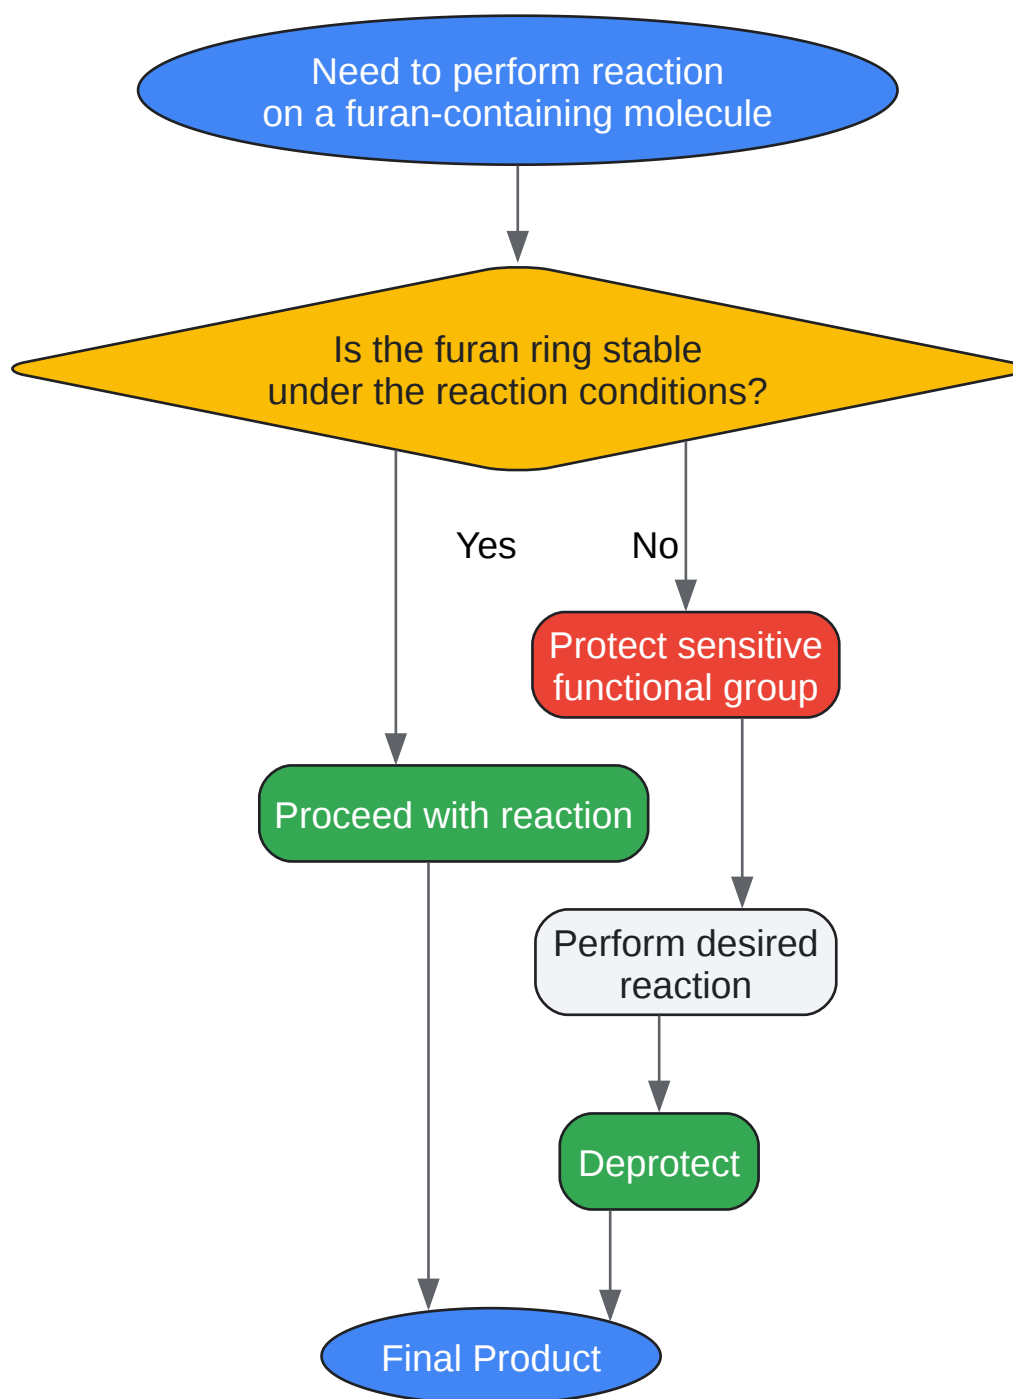 Need to perform reaction
on a furan-containing molecule
Is the furan ring stable
under the reaction conditions?
Yes
No
Protect sensitive
functional group
Proceed with reaction
Perform desired
reaction
Deprotect
Final Product